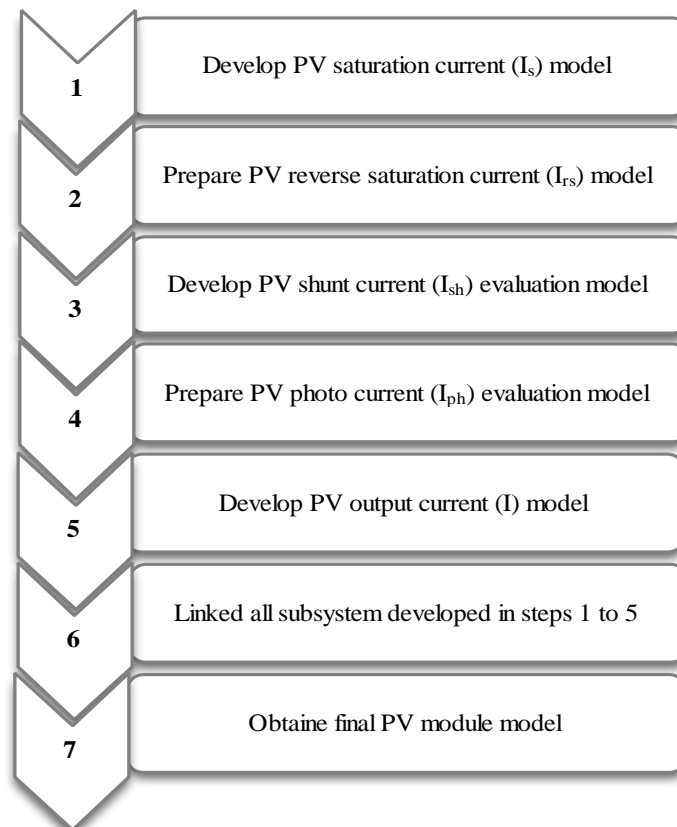 1 Develop PV saturation current (Is) model
2 Prepare PV reverse saturation current (Irs) model
3 Develop PV shunt current (Ish) evaluation model
4 Prepare PV photo current (Iph) evaluation model
5 Develop PV output current (I) model
6 Linked all subsystem developed in steps 1 to 5
7 Obtaine final PV module model